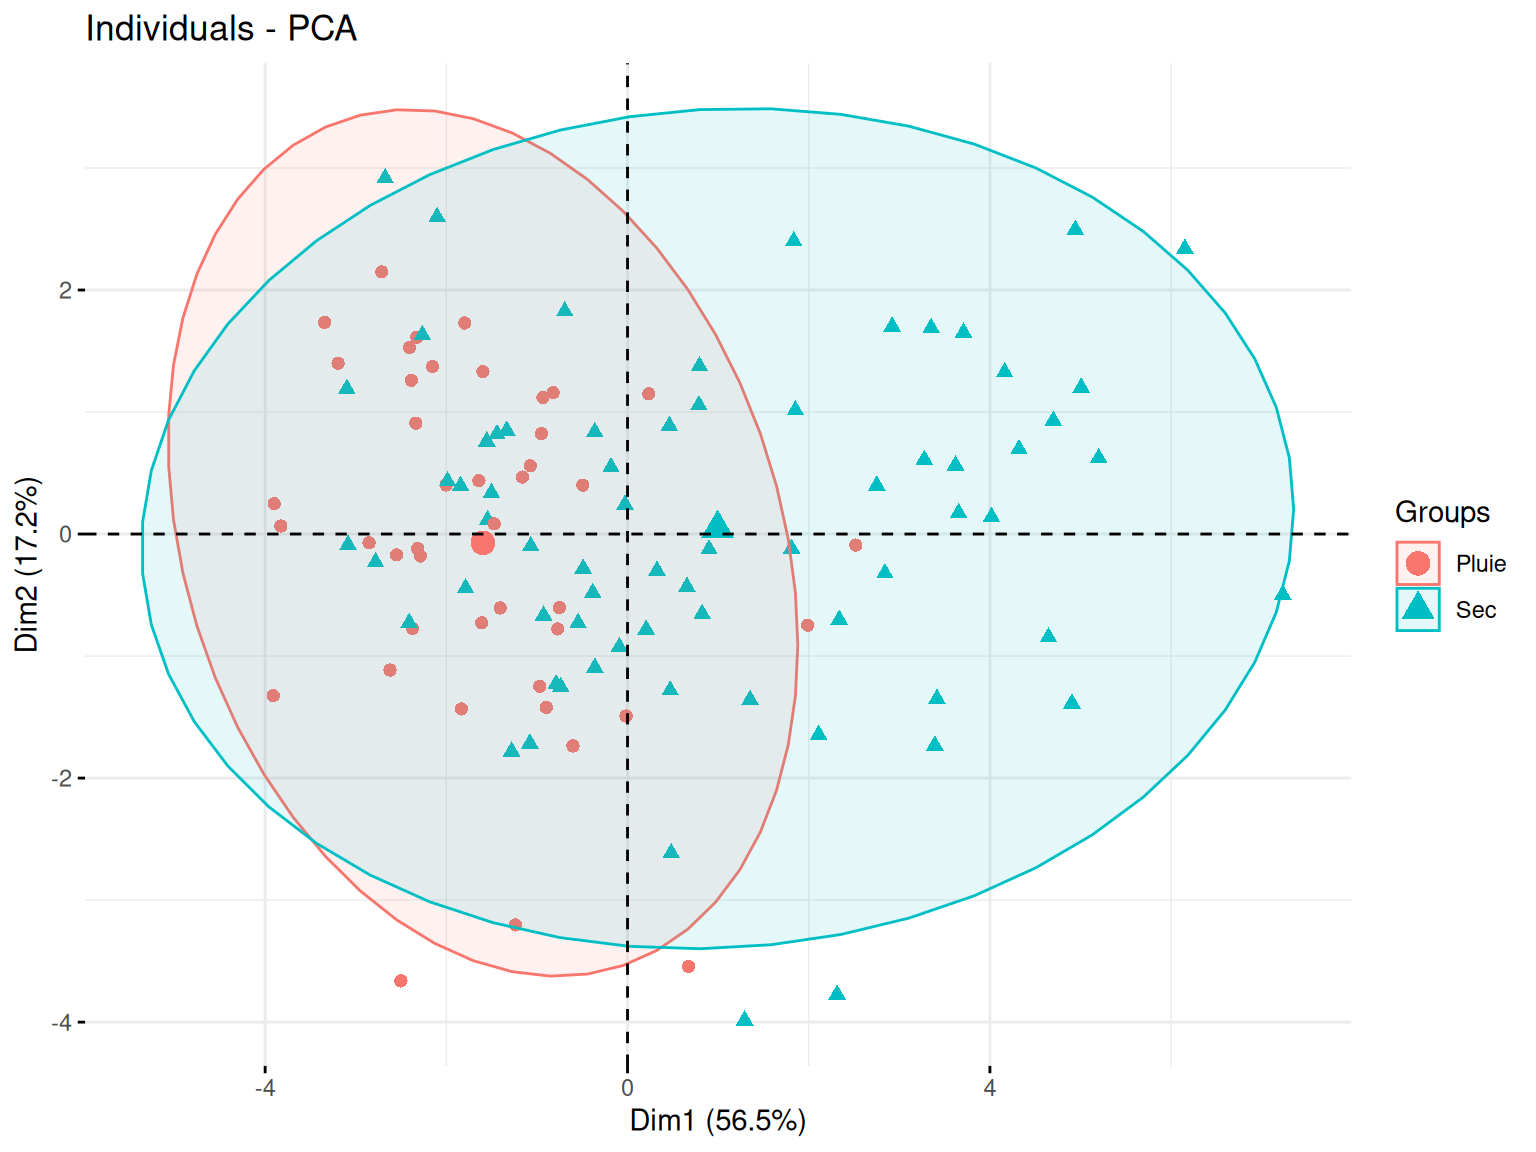 Individuals - PCA
2
0
-2
-4
-4
0
4
Dim1 (56.5%)
Dim2 (17.2%)
Groups
Pluie
Sec